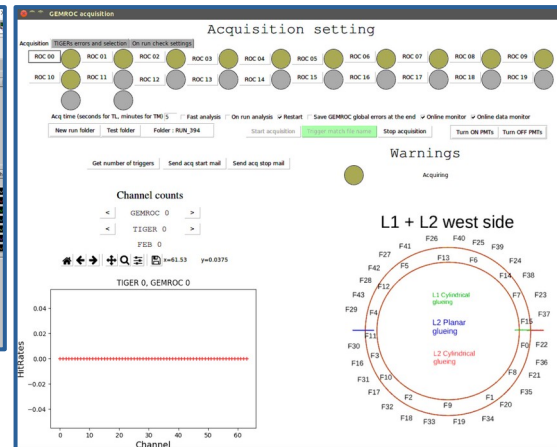 GEMROC acquisition
Acquisition setting
Acquisition TIGERs errors and selection On run check settings
ROC 00 ROC 01 ROC 02 ROC 03 ROC 04 ROC 05 ROC 06 ROC 07 ROC 08 ROC 09
ROC 10 ROC 11 ROC 12 ROC 13 ROC 14 ROC 15 ROC 16 ROC 17 ROC 18 ROC 19
Acq time (seconds for TL, minutes for TM) 5 Fast analysis On run analysis Restart Save GEMROC global errors at the end Online monitor Online data monitor
New run folder Test folder Folder : RUN_394 Start acquisition Trigger match file name Stop acquisition Turn ON PMTs Turn OFF PMTs
Warnings
Get number of triggers Send acq start mail Send acq stop mail
Acquiring
Channel counts
< GEMROC 0 >
< TIGER 0 >
FEB 0
x=61.53 y=0.0375
TIGER 0, GEMROC 0
0.04
0.02
0.00
−0.02
−0.04
HitRates
0 10 20 30 40 50 60
Channel
L1 + L2 west side
F26 F40 F25 F39
F41 F27 F13 F6 F24
F42 F5 F14 F38
F28 F12 F7 F23
F43 L1 Cylindrical glueing
F29 F4 F15 F37
L2 Planar glueing
F11 F0 F22
F30 F3 L2 Cylindrical glueing F36
F16 F10 F8 F21
F31 F2 F9 F1 F35
F17 F20
F32 F18 F33 F19 F34